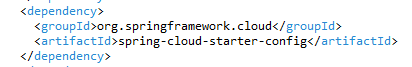 <dependency>
<groupId>org.springframework.cloud</groupId>
<artifactId>spring-cloud-starter-config</artifactId>
</dependency>